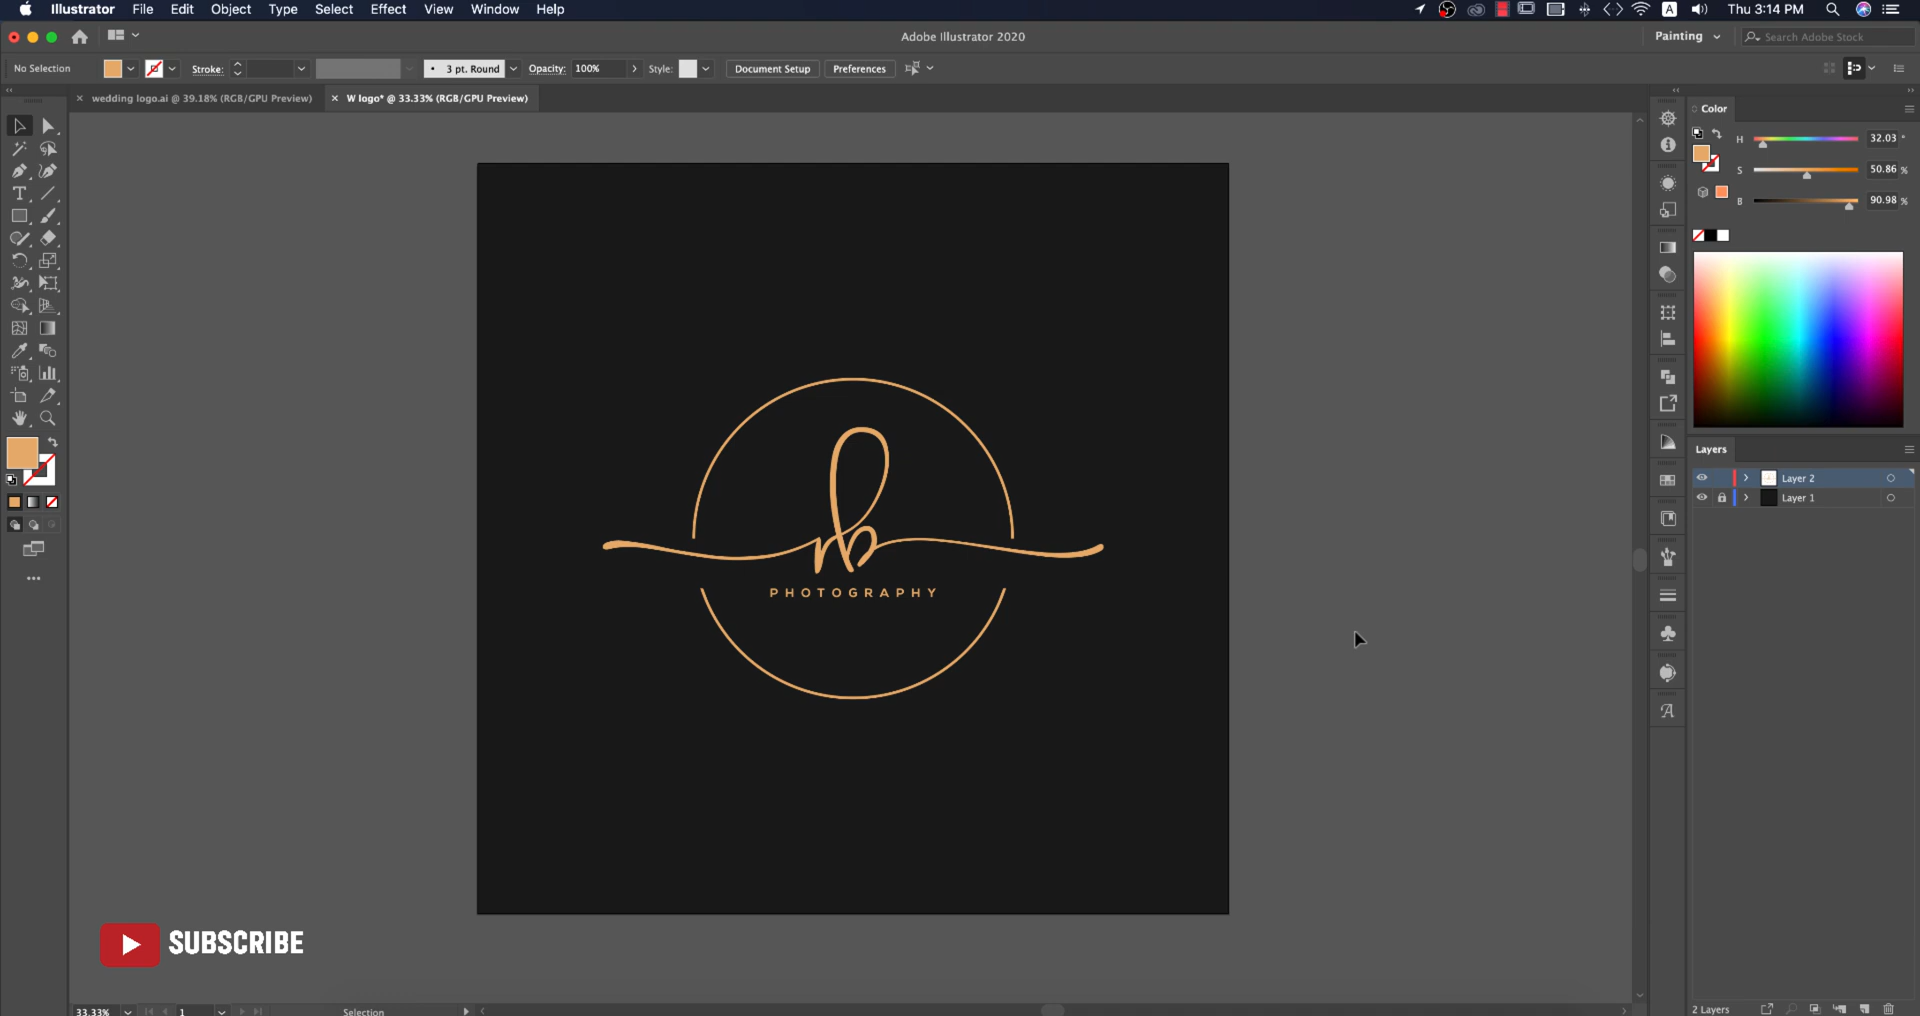 Illustrator File Edit Object Type Select Effect View Window Help
A Thu 3:14 PM
Adobe Illustrator 2020
Painting
Search Adobe Stock
No Selection Stroke: 3 pt. Round Opacity: 100% Style: Document Setup Preferences
wedding logo.ai @ 39.18% (RGB/GPU Preview) W logo* @ 33.33% (RGB/GPU Preview)
Color
H 32.03 °
S 50.86 %
B 90.98 %
Layers
Layer 2
Layer 1
PHOTOGRAPHY
SUBSCRIBE
33.33% 1 Selection
2 Layers